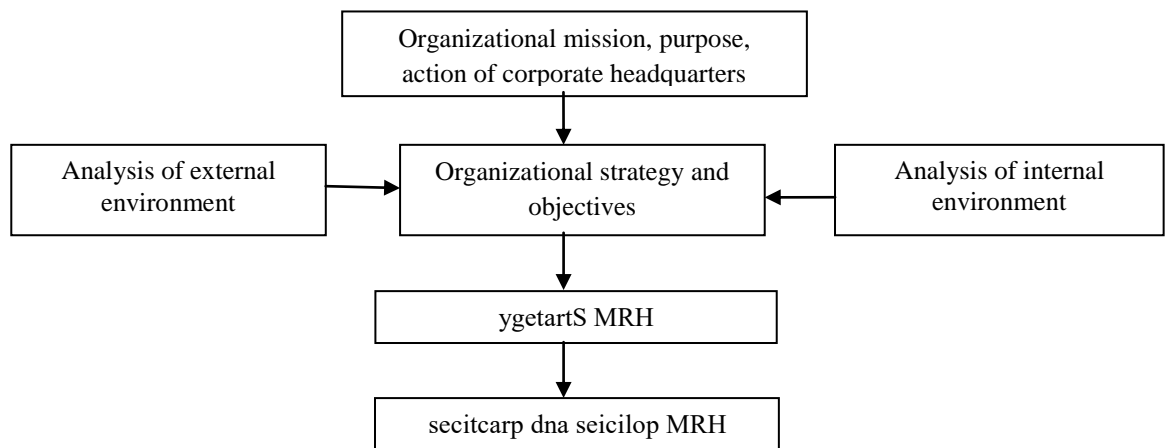 Organizational mission, purpose,
action of corporate headquarters
Analysis of external
environment
Organizational strategy and
objectives
Analysis of internal
environment
ygetartS MRH
secitcarp dna seicilop MRH